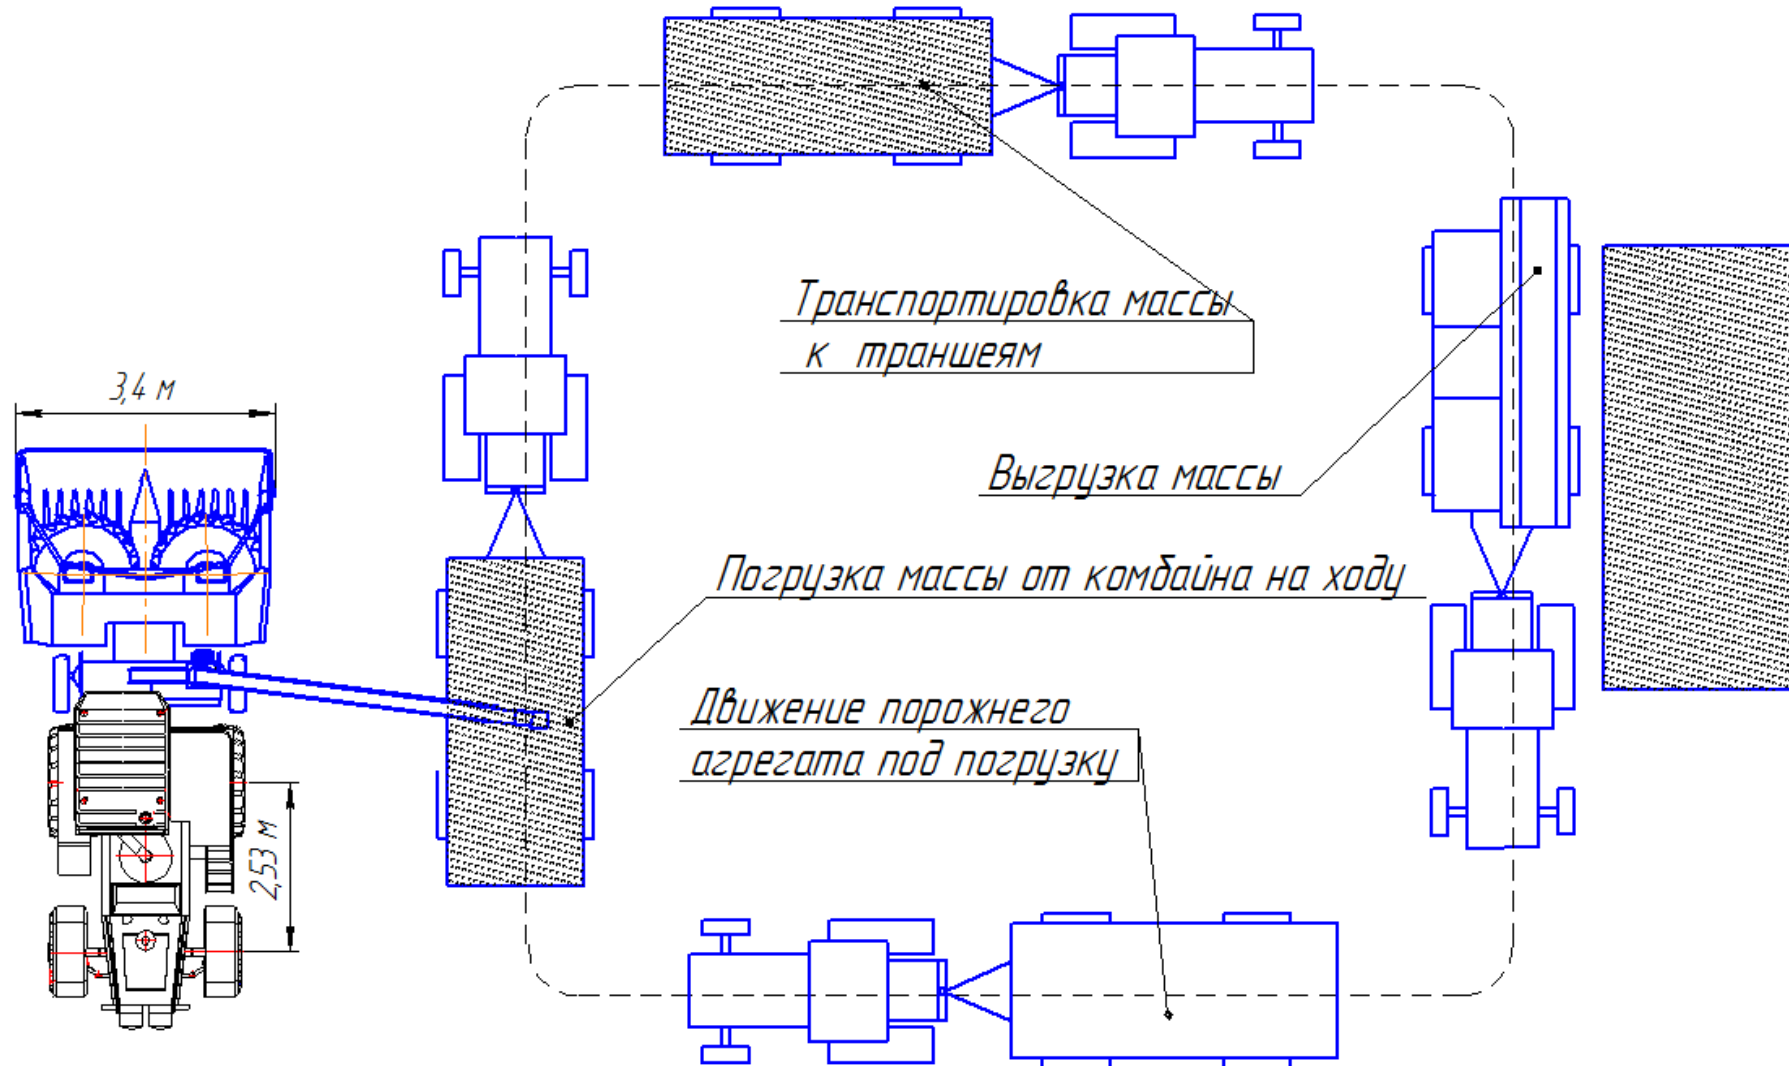 Транспортировка массы
к траншеям
3,4 м
Выгрузка массы
Погрузка массы от комбайна на ходу
Движение порожнего
агрегата под погрузку
2,53 м